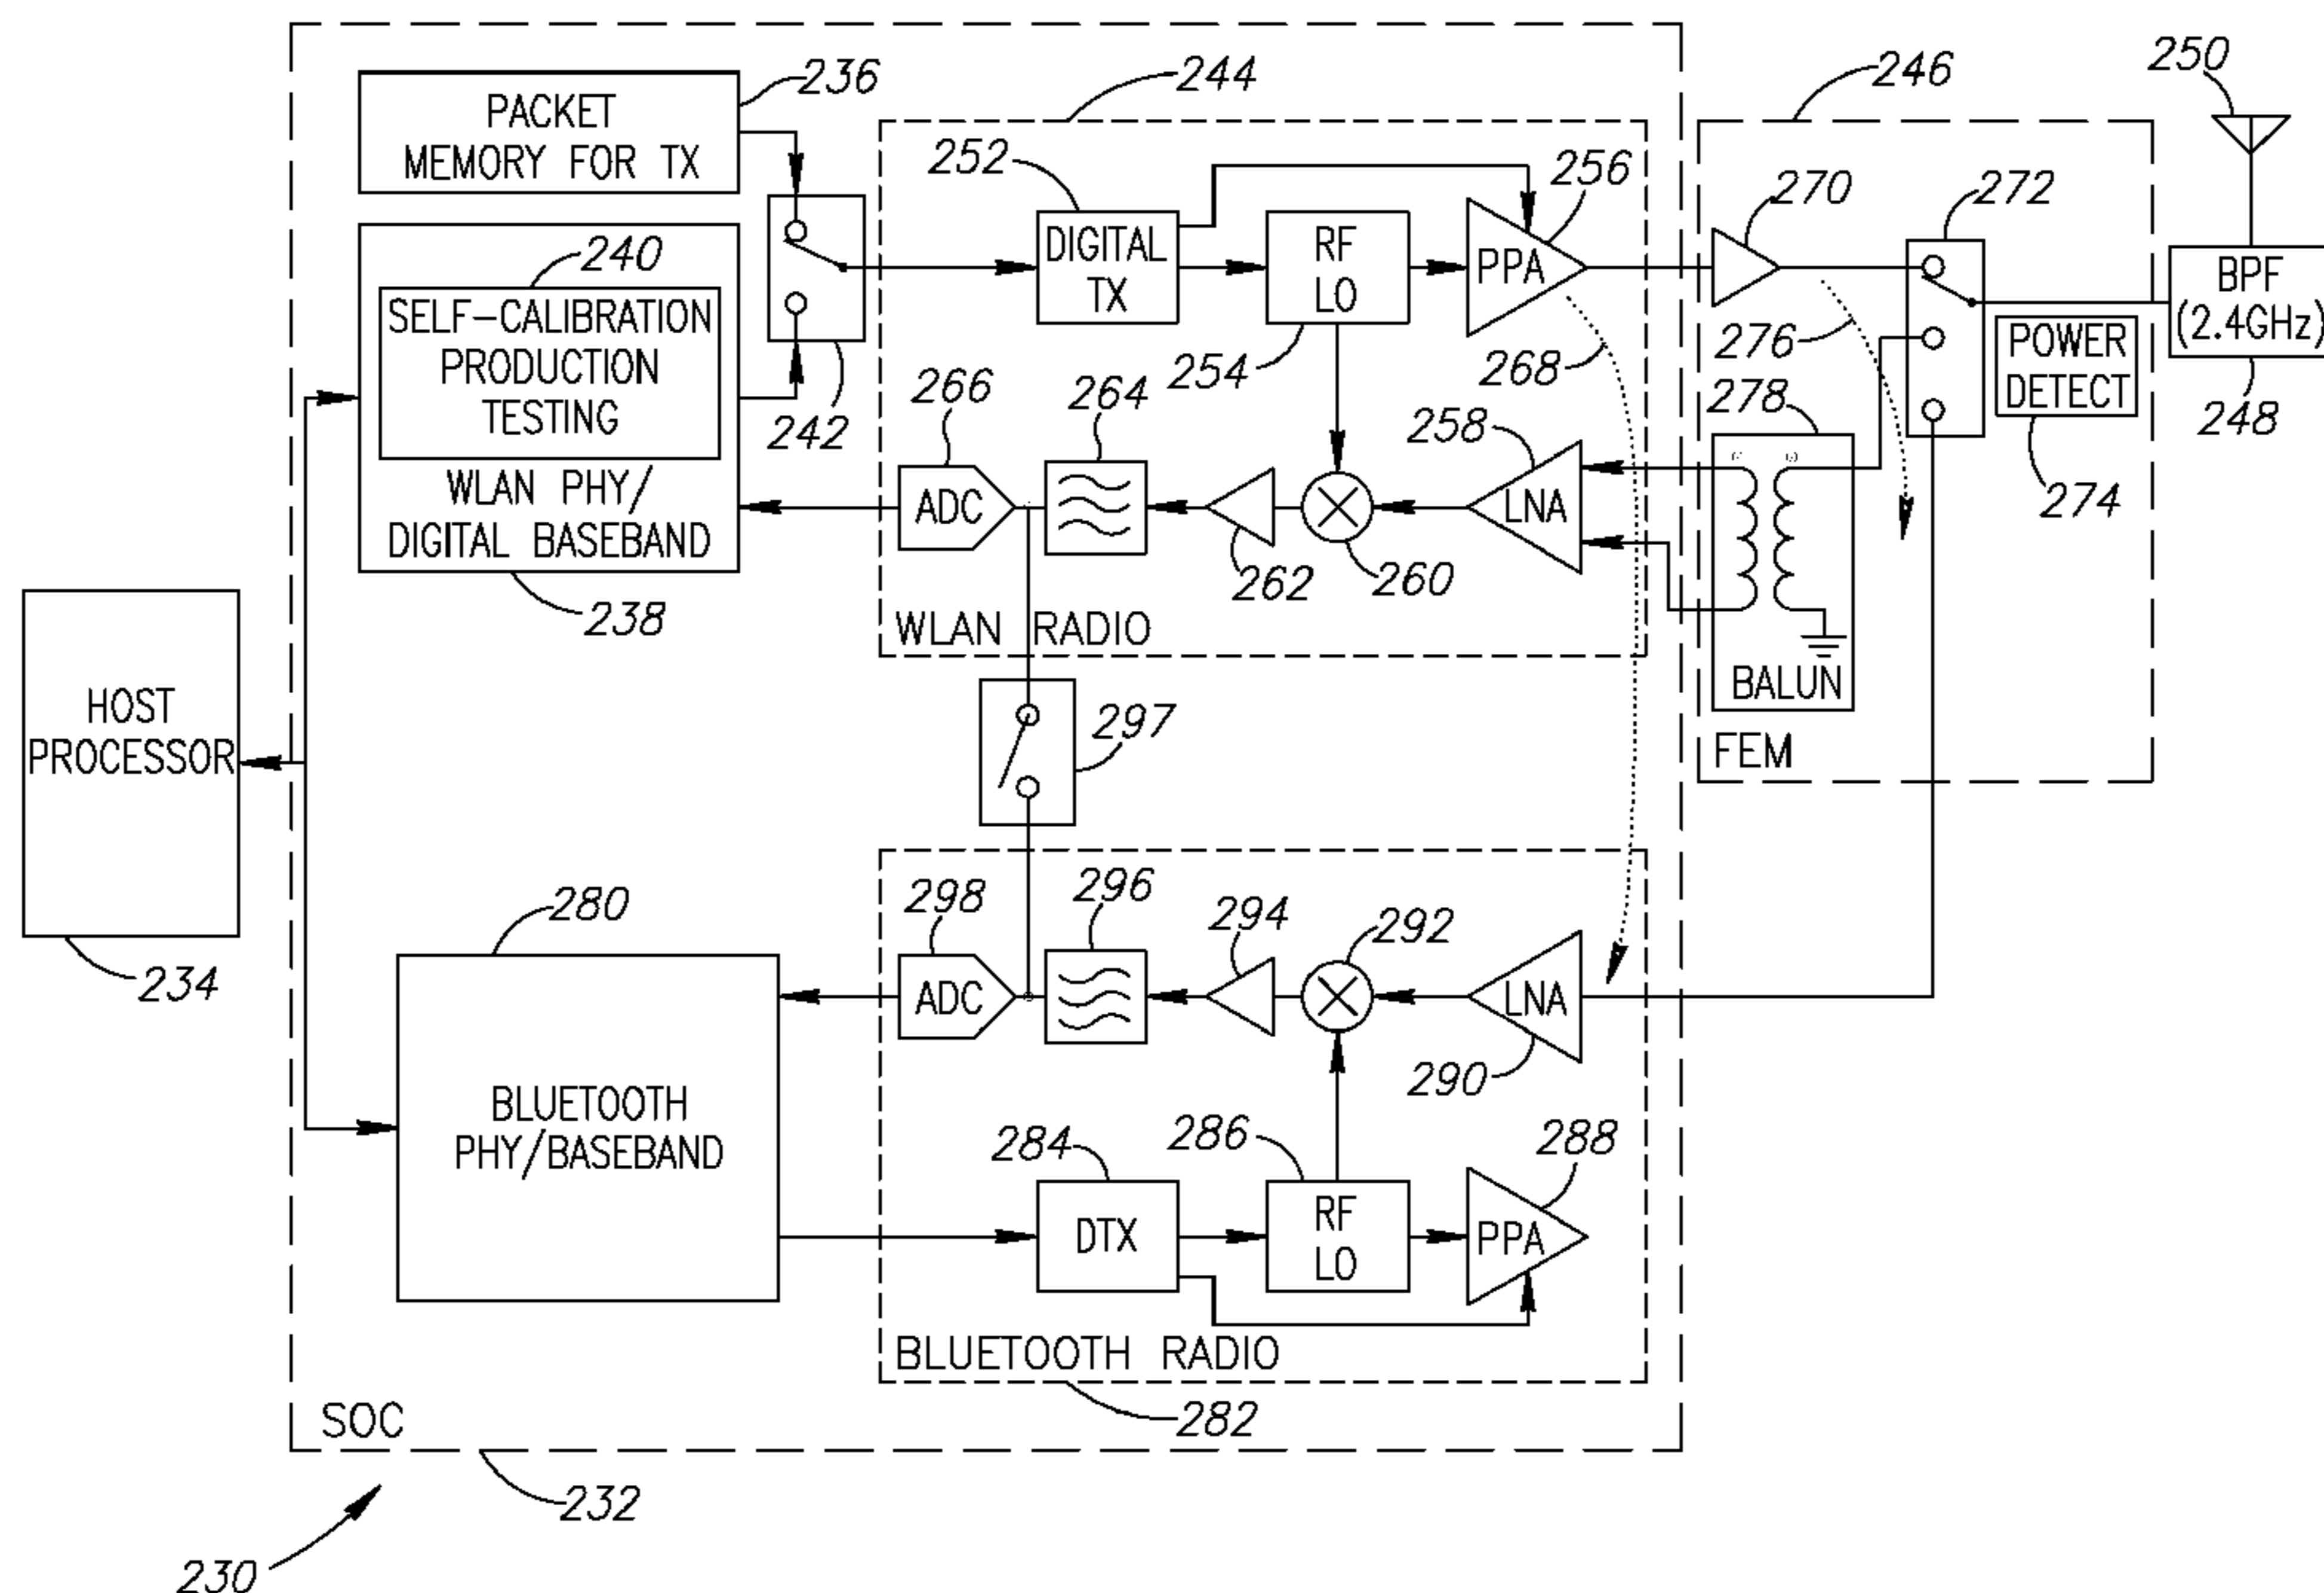 236
PACKET
MEMORY FOR TX
240
SELF-CALIBRATION
PRODUCTION
TESTING
WLAN PHY/
DIGITAL BASEBAND
238
242
244
252
DIGITAL
TX
RF
LO
254
256
PPA
268
266
ADC
264
262
260
258
LNA
WLAN RADIO
246
270
272
276
278
BALUN
POWER
DETECT
274
FEM
250
BPF
(2.4GHz)
248
HOST
PROCESSOR
234
297
280
BLUETOOTH
PHY/BASEBAND
298
ADC
296
294
292
LNA
290
284
DTX
286
RF
LO
288
PPA
BLUETOOTH RADIO
282
SOC
232
230